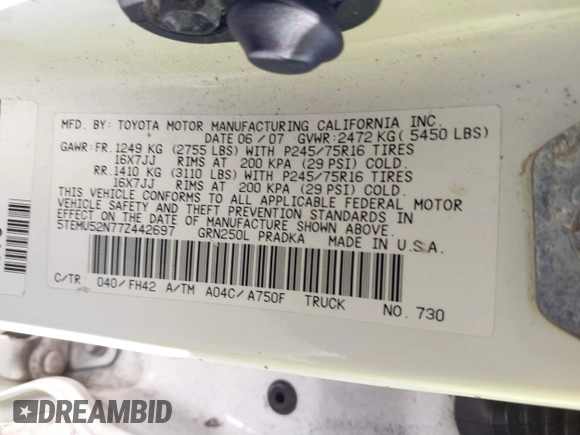 MFD. BY: TOYOTA MOTOR MANUFACTURING CALIFORNIA INC.
DATE 06/07 GVWR:2472 KG( 5450 LBS)
GAWR:FR.1249 KG (2755 LBS) WITH P245/75R16 TIRES
16X7JJ RIMS AT 200 KPA (29 PSI) COLD.
RR.1410 KG (3110 LBS) WITH P245/75R16 TIRES
16X7JJ RIMS AT 200 KPA (29 PSI) COLD.
THIS VEHICLE CONFORMS TO ALL APPLICABLE FEDERAL MOTOR
VEHICLE SAFETY AND THEFT PREVENTION STANDARDS IN
EFFECT ON THE DATE OF MANUFACTURE SHOWN ABOVE.
5TEMU52N77Z442697 GRN250L PRADKA MADE IN U.S.A.
C/TR 040/FH42 A/TM A04C/A750F TRUCK NO. 730
DREAMBID